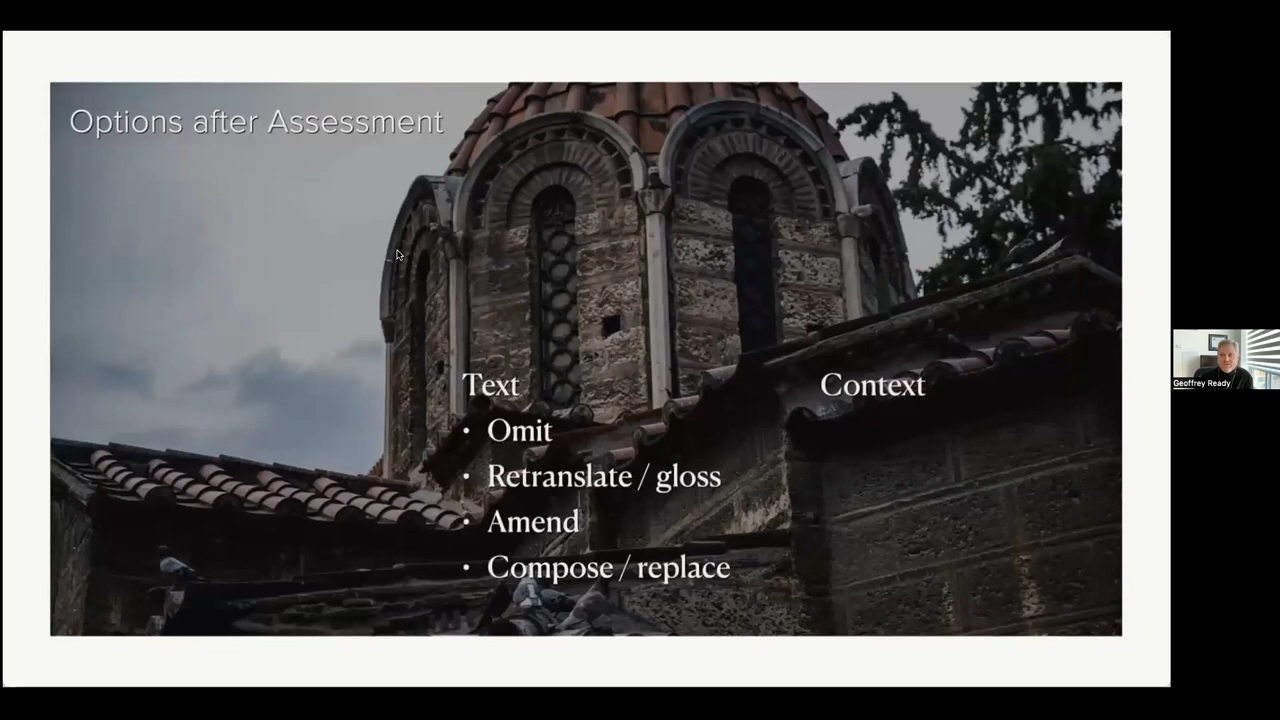 Options after Assessment
Text
• Omit
• Retranslate / gloss
• Amend
• Compose / replace
Context
Geoffrey Ready